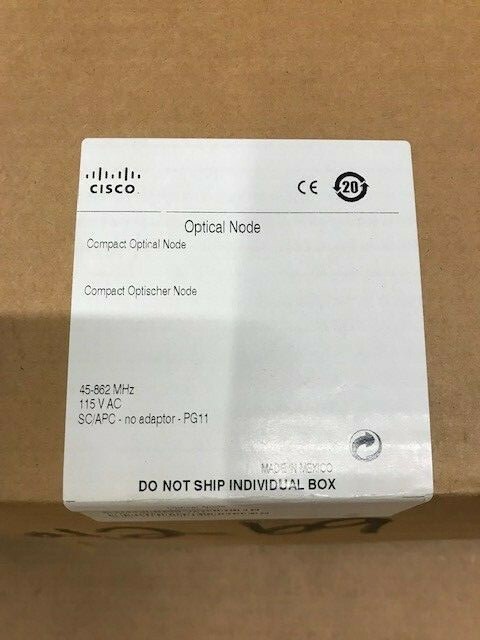 CISCO
CE
20
Optical Node
Compact Optical Node
Compact Optischer Node
45-862 MHz
115 V AC
SC/APC - no adaptor - PG11
MADE IN MEXICO
DO NOT SHIP INDIVIDUAL BOX